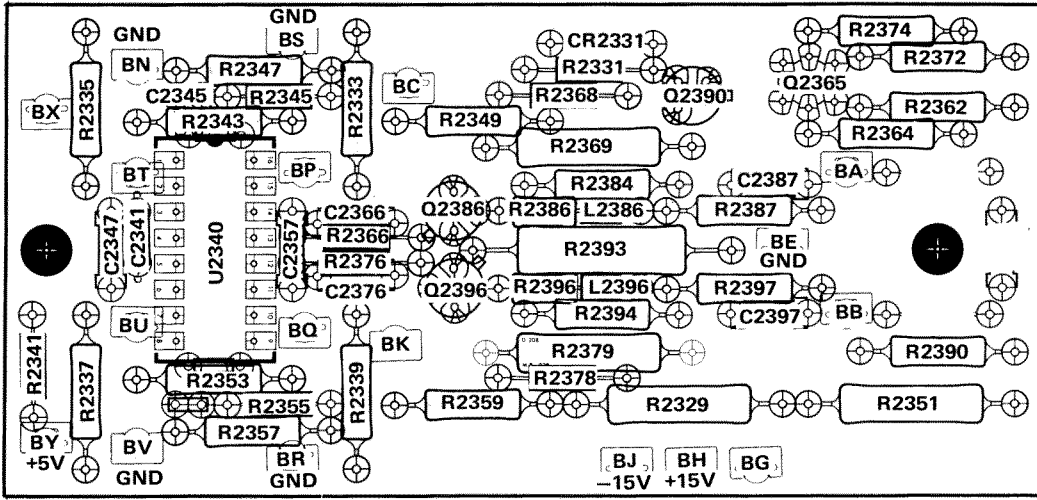 GND
GND
BS
BN
CR2331
R2374
R2372
R2347
R2331
Q2365
BX
R2335
C2345
R2345
R2333
BC
R2368
Q2390
R2362
R2343
R2349
R2364
R2369
BT
BP
R2384
C2387
BA
C2347
C2341
U2340
C2357
C2366
Q2386
R2386
L2386
R2387
R2366
R2393
BE
GND
R2376
C2376
Q2396
R2396
L2396
R2397
BU
BQ
BK
R2394
C2397
BB
R2341
R2337
R2339
R2379
R2390
R2353
R2378
R2355
R2359
R2329
R2351
BY
+5V
BV
GND
R2357
BR
GND
BJ
–15V
BH
+15V
BG